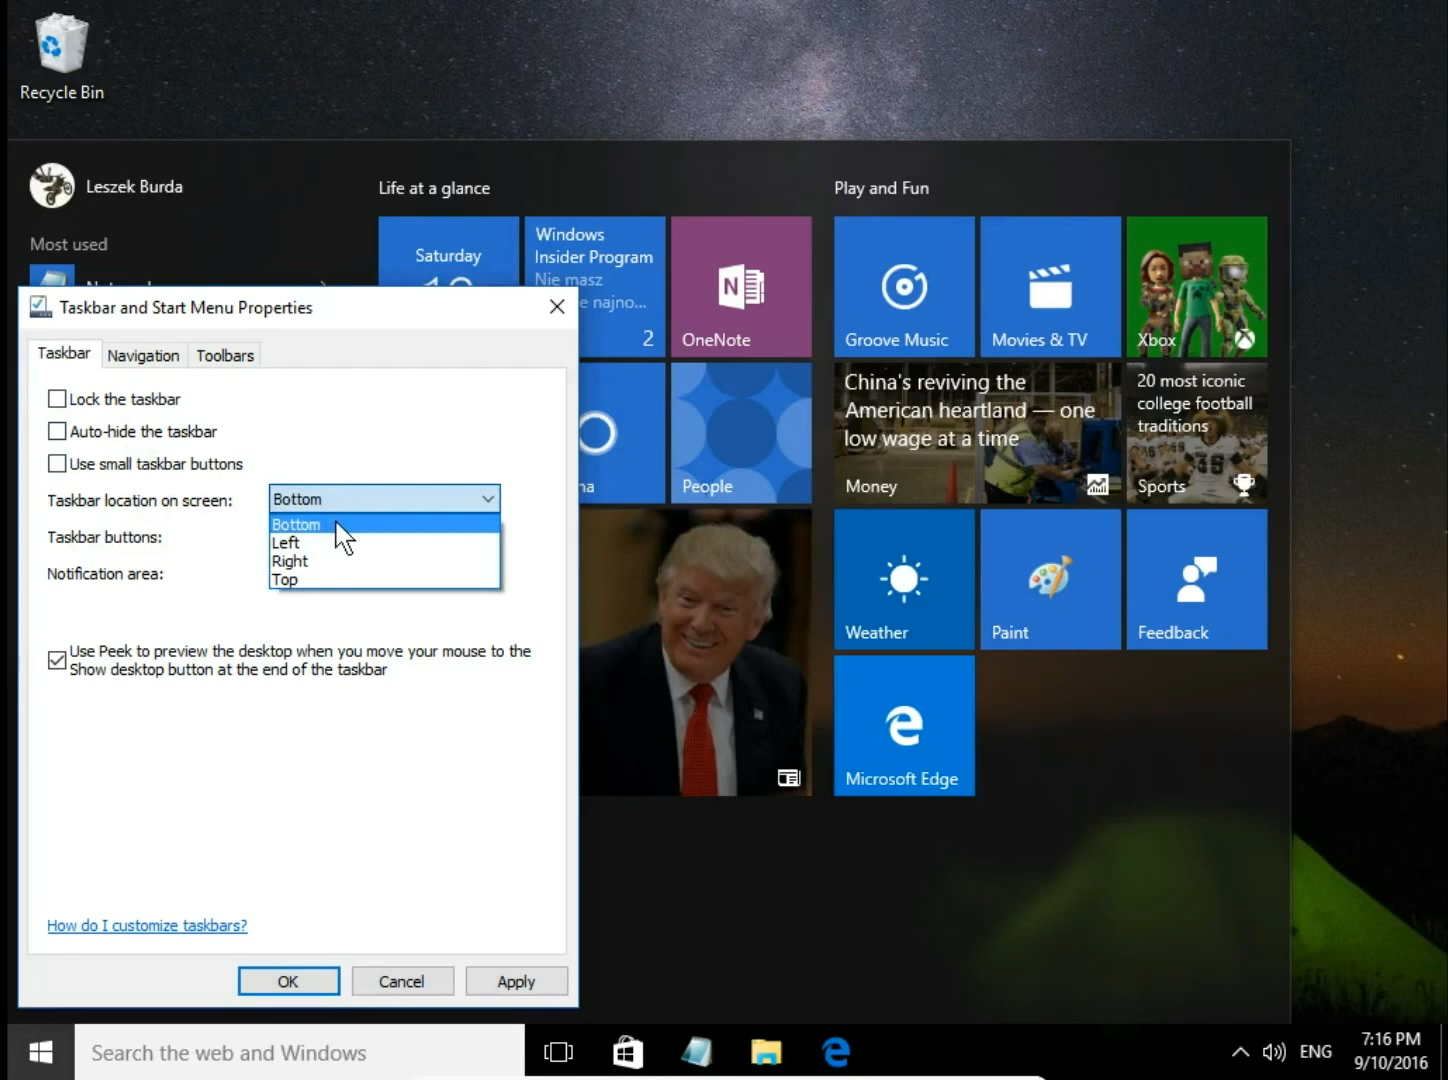 Recycle Bin
Leszek Burda
Most used
Life at a glance
Saturday
Windows
Insider Program
Nie masz
najno...
2
OneNote
People
Play and Fun
Groove Music
Movies & TV
Xbox
China's reviving the
American heartland — one
low wage at a time
Money
20 most iconic
college football
traditions
Sports
Weather
Paint
Feedback
Microsoft Edge
Taskbar and Start Menu Properties
Taskbar
Navigation
Toolbars
Lock the taskbar
Auto-hide the taskbar
Use small taskbar buttons
Taskbar location on screen:
Bottom
Bottom
Left
Right
Top
Taskbar buttons:
Notification area:
Use Peek to preview the desktop when you move your mouse to the
Show desktop button at the end of the taskbar
How do I customize taskbars?
OK
Cancel
Apply
Search the web and Windows
ENG
7:16 PM
9/10/2016